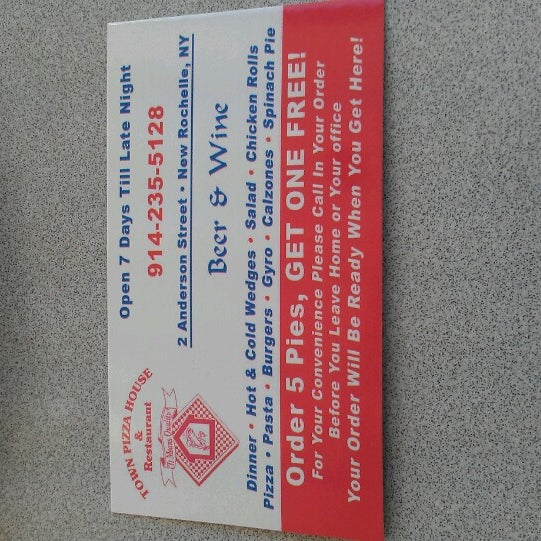 Open 7 Days Till Late Night
914-235-5128
2 Anderson Street • New Rochelle, NY
Beer & Wine
TOWN PIZZA HOUSE
&
Restaurant
Dinner • Hot & Cold Wedges • Salad • Chicken Rolls
Pizza • Pasta • Burgers • Gyro • Calzones • Spinach Pie
Order 5 Pies, GET ONE FREE!
For Your Convenience Please Call In Your Order
Before You Leave Home or Your office
Your Order Will Be Ready When You Get Here!